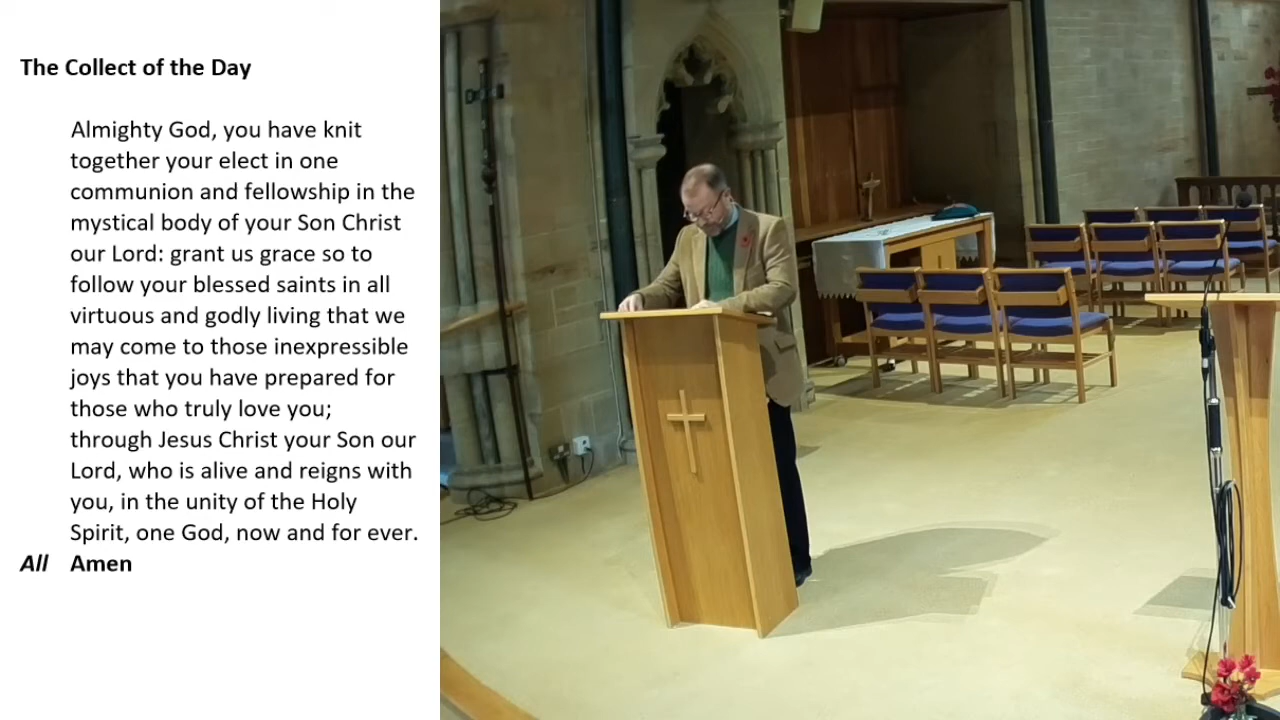 The Collect of the Day
Almighty God, you have knit
together your elect in one
communion and fellowship in the
mystical body of your Son Christ
our Lord: grant us grace so to
follow your blessed saints in all
virtuous and godly living that we
may come to those inexpressible
joys that you have prepared for
those who truly love you;
through Jesus Christ your Son our
Lord, who is alive and reigns with
you, in the unity of the Holy
Spirit, one God, now and for ever.
All Amen